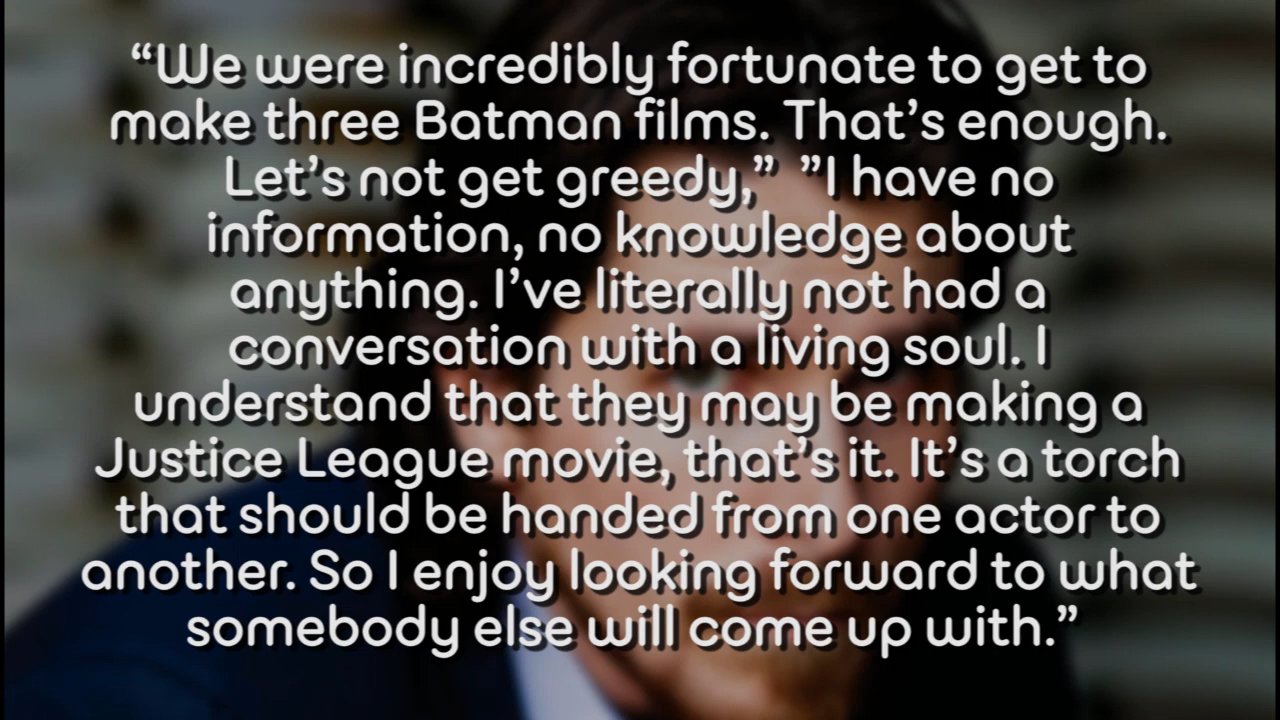 “We were incredibly fortunate to get to
make three Batman films. That’s enough.
Let’s not get greedy,” ”I have no
information, no knowledge about
anything. I’ve literally not had a
conversation with a living soul. I
understand that they may be making a
Justice League movie, that’s it. It’s a torch
that should be handed from one actor to
another. So I enjoy looking forward to what
somebody else will come up with.”